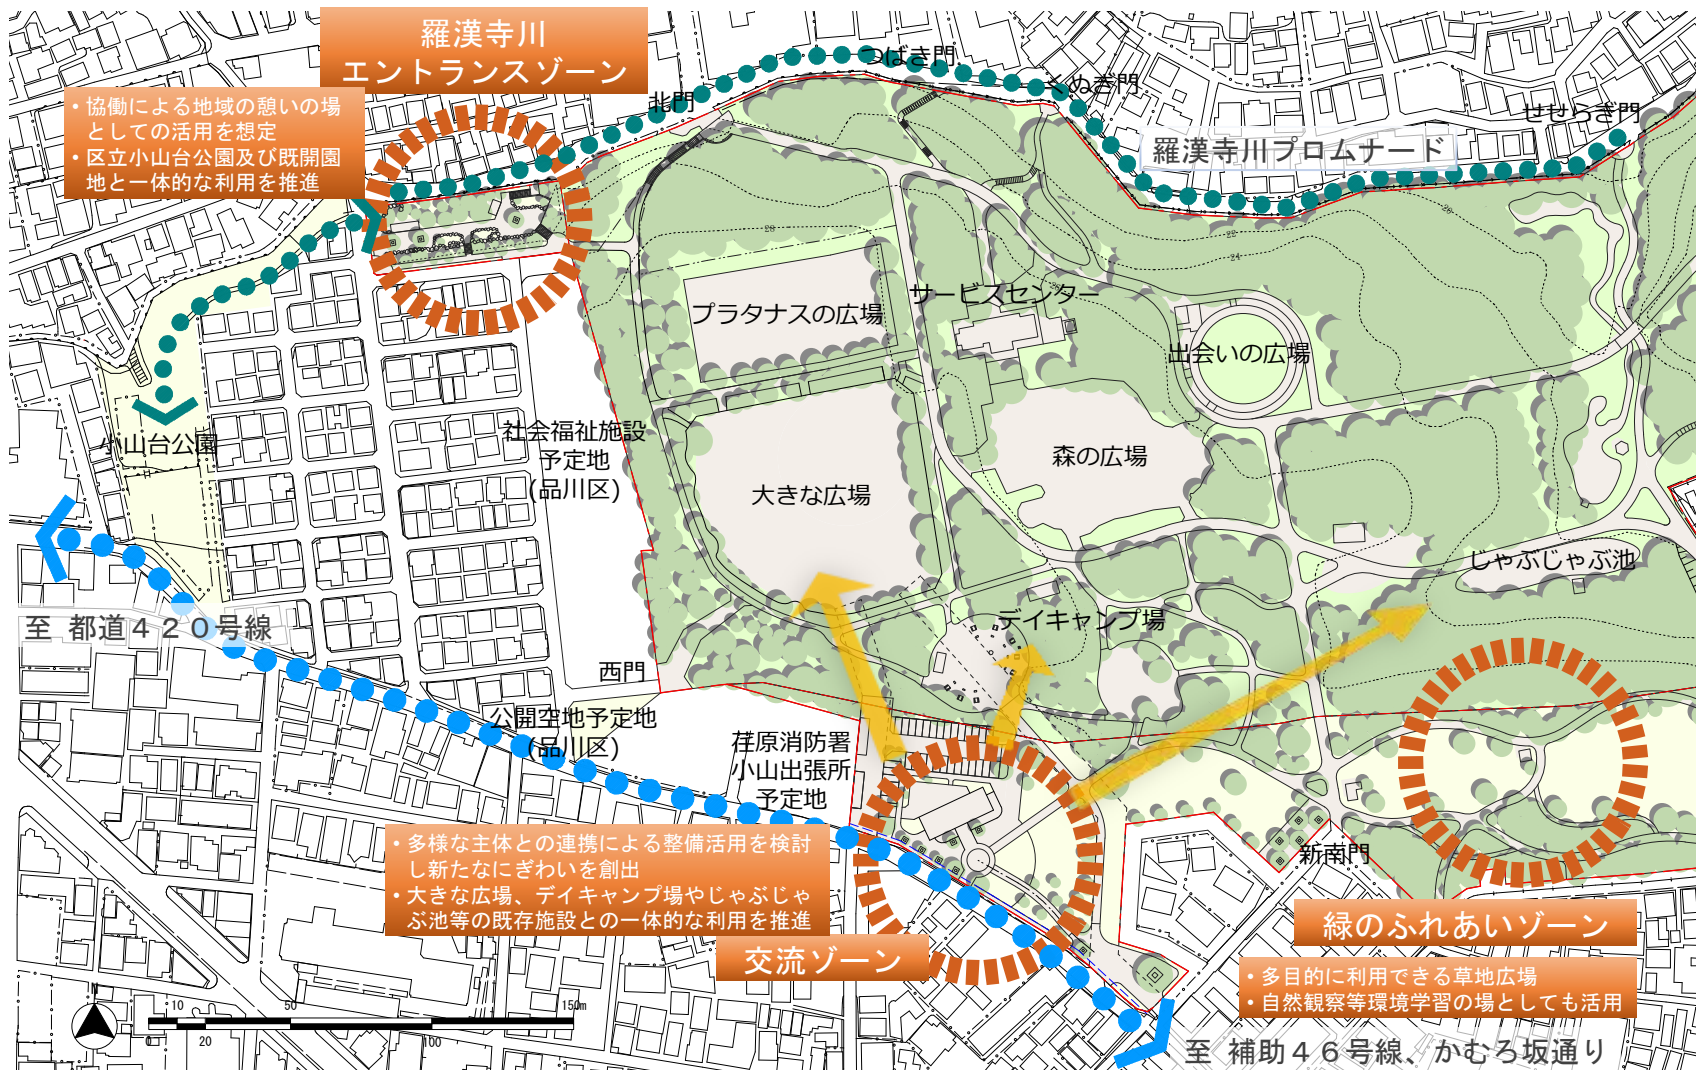 羅漢寺川
エントランスゾーン
・協働による地域の憩いの場
としての活用を想定
・区立小山台公園及び既開園
地と一体的な利用を推進
北門
つばき門
くぬぎ門
せせらぎ門
羅漢寺川プロムナード
プラタナスの広場
サービスセンター
出会いの広場
小山台公園
社会福祉施設
予定地
(品川区)
大きな広場
森の広場
じゃぶじゃぶ池
デイキャンプ場
至 都道420号線
西門
公開空地予定地
(品川区)
荏原消防署
小山出張所
予定地
・多様な主体との連携による整備活用を検討
し新たなにぎわいを創出
・大きな広場、デイキャンプ場やじゃぶじゃ
ぶ池等の既存施設との一体的な利用を推進
交流ゾーン
新南門
緑のふれあいゾーン
・多目的に利用できる草地広場
・自然観察等環境学習の場としても活用
至 補助46号線、かむろ坂通り
N
10 50 150m
0 20 100